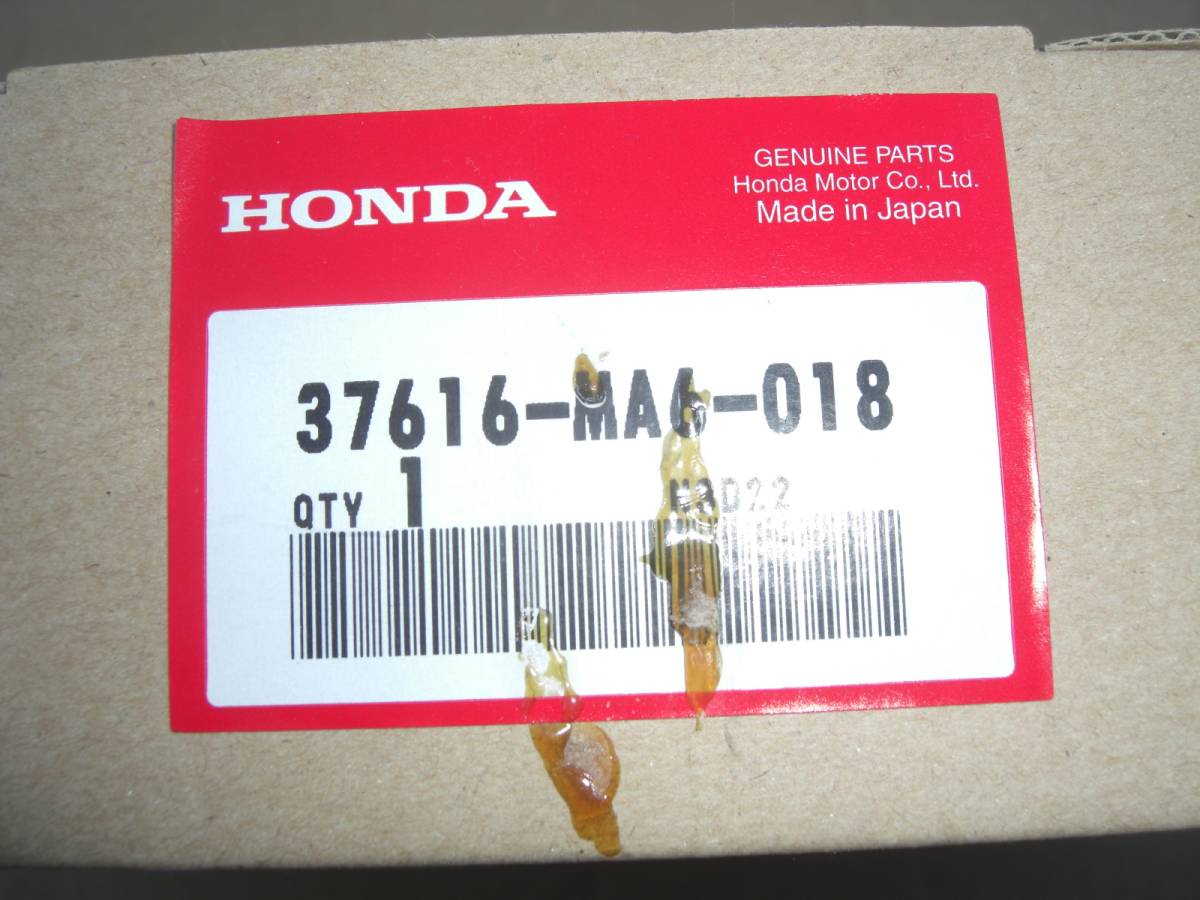 HONDA
GENUINE PARTS
Honda Motor Co., Ltd.
Made in Japan
37616-MA6-018
QTY 1